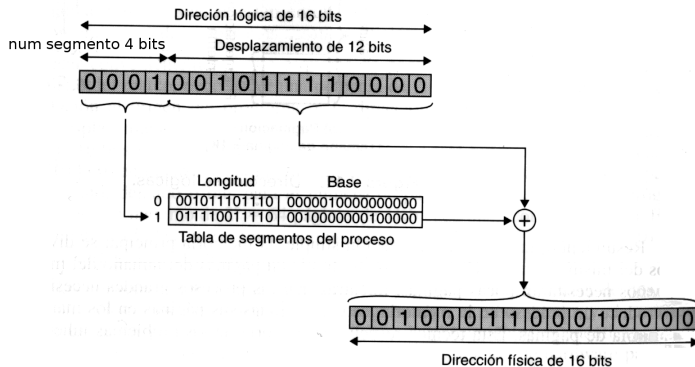 Direción lógica de 16 bits
num segmento 4 bits
Desplazamiento de 12 bits
0 0 0 1 0 0 1 0 1 1 1 1 0 0 0 0
Longitud Base
0 001011101110 0000010000000000
1 011110011110 0010000000100000
+
Tabla de segmentos del proceso
0 0 1 0 0 0 1 1 0 0 0 1 0 0 0 0
Dirección física de 16 bits